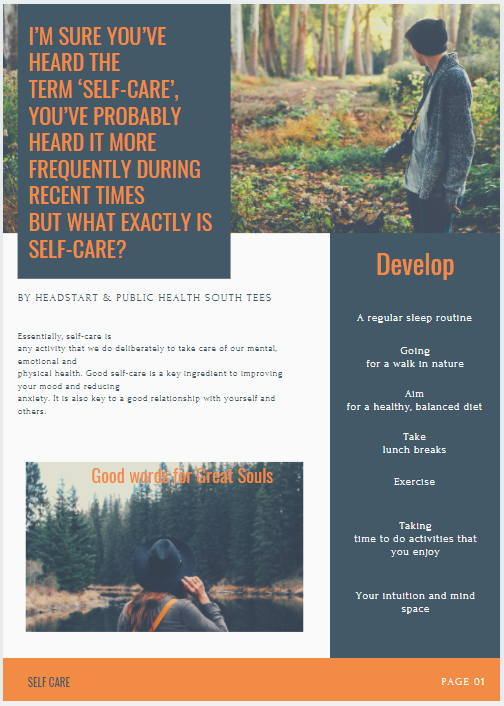 I'M SURE YOU'VE
HEARD THE
TERM 'SELF-CARE',
YOU'VE PROBABLY
HEARD IT MORE
FREQUENTLY DURING
RECENT TIMES
BUT WHAT EXACTLY IS
SELF-CARE?
BY HEADSTART & PUBLIC HEALTH SOUTH TEES
Essentially, self-care is
any activity that we do deliberately to take care of our mental,
emotional and
physical health. Good self-care is a key ingredient to improving
your mood and reducing
anxiety. It is also key to a good relationship with yourself and
others.
Good words for Great Souls
Develop
A regular sleep routine
Going
for a walk in nature
Aim
for a healthy, balanced diet
Take
lunch breaks
Exercise
Taking
time to do activities that
you enjoy
Your intuition and mind
space
SELF CARE
PAGE 01